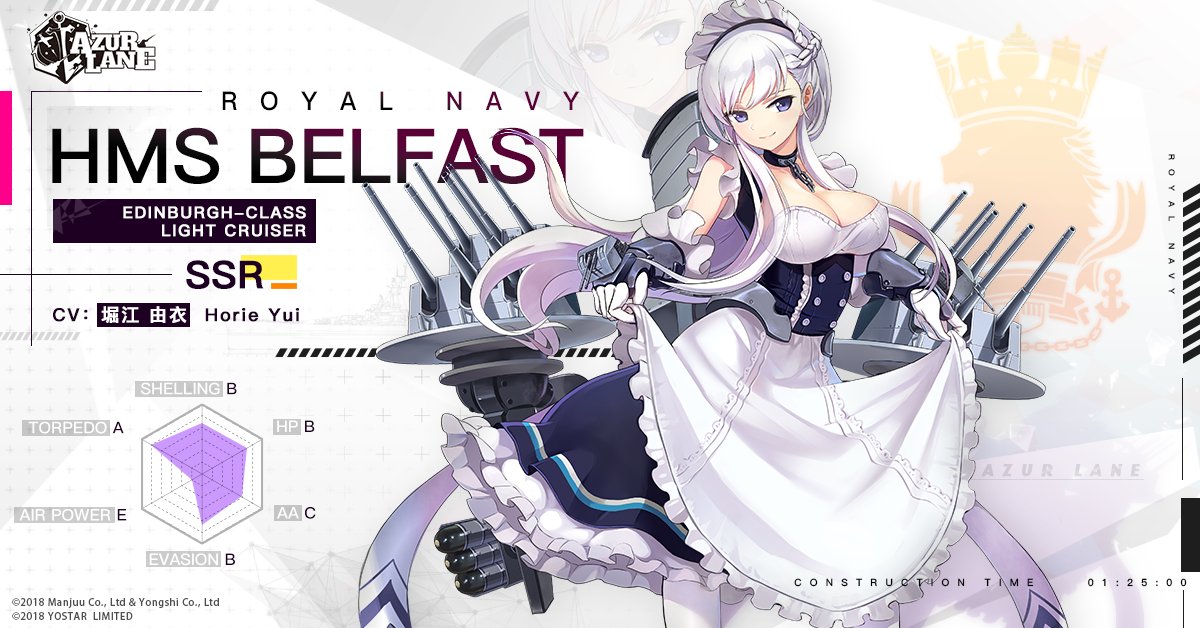 AZUR
LANE
ROYAL NAVY
HMS BELFAST
EDINBURGH-CLASS
LIGHT CRUISER
SSR
CV: 堀江 由衣 Horie Yui
SHELLING B
TORPEDO A
HP B
AIR POWER E
AA C
EVASION B
ROYAL NAVY
AZUR LANE
CONSTRUCTION TIME 01:25:00
©2018 Manjuu Co., Ltd & Yongshi Co., Ltd
©2018 YOSTAR LIMITED